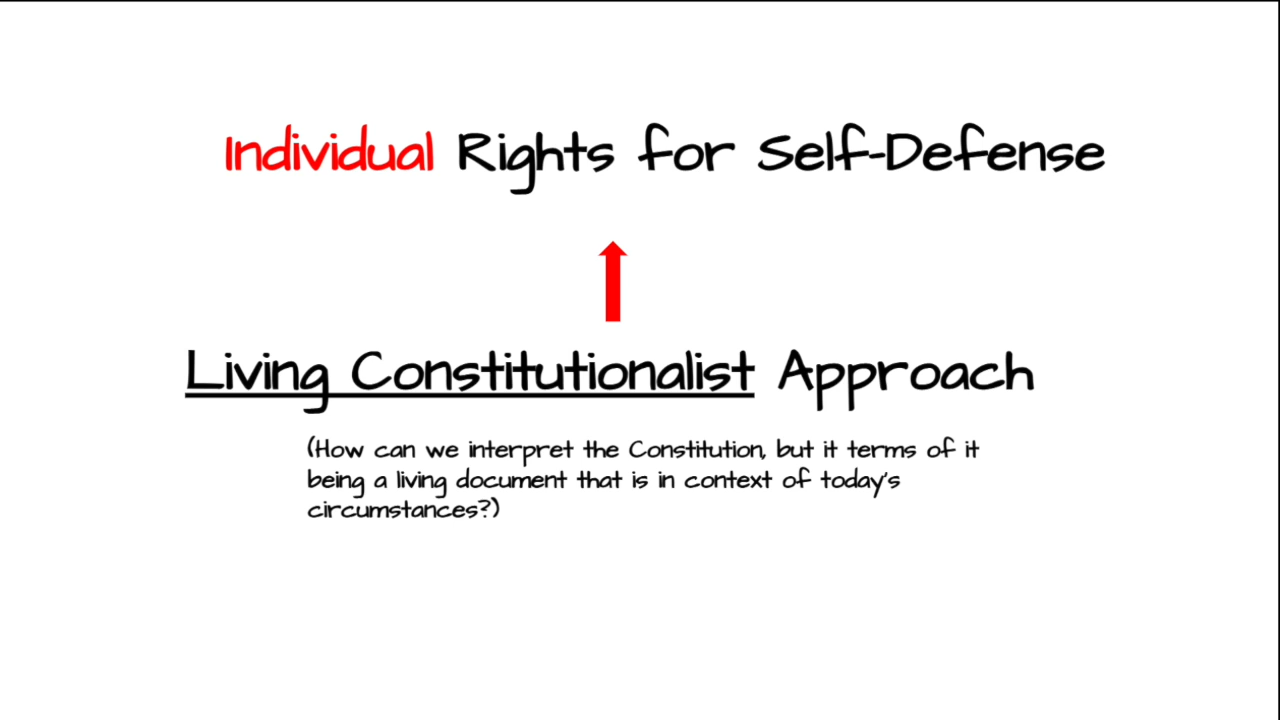 Individual Rights for Self-Defense
Living Constitutionalist Approach
(How can we interpret the Constitution, but it terms of it
being a living document that is in context of today's
circumstances?)